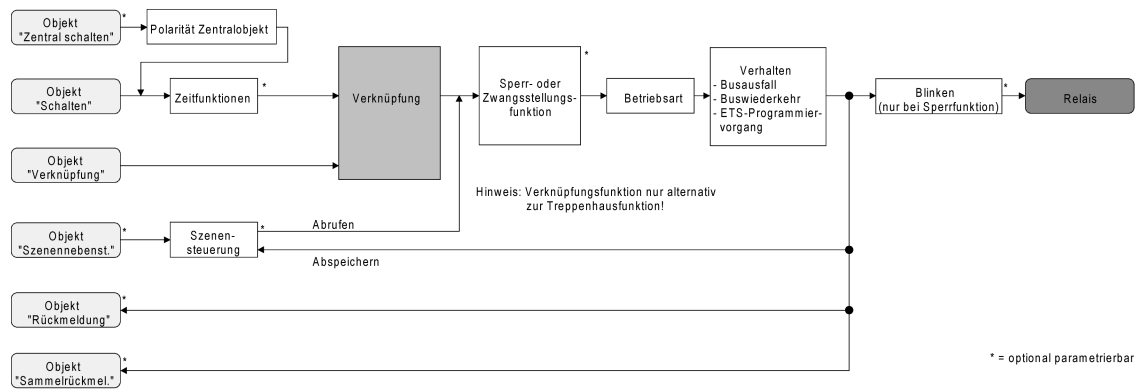 Objekt
"Zentral schalten"
*
Polarität Zentralobjekt
Objekt
"Schalten"
Zeitfunktionen
*
Verknüpfung
Sperr- oder
Zwangsstellungs-
funktion
*
Betriebsart
Verhalten
- Busausfall
- Buswiederkehr
- ETS-Programmier-
vorgang
Blinken
(nur bei Sperrfunktion)
*
Relais
Objekt
"Verknüpfung"
Hinweis: Verknüpfungsfunktion nur alternativ
zur Treppenhausfunktion!
Objekt
"Szenennebenst."
*
Szenen-
steuerung
*
Abrufen
Abspeichern
Objekt
"Rückmeldung"
*
Objekt
"Sammelrückmel."
*
* = optional parametrierbar